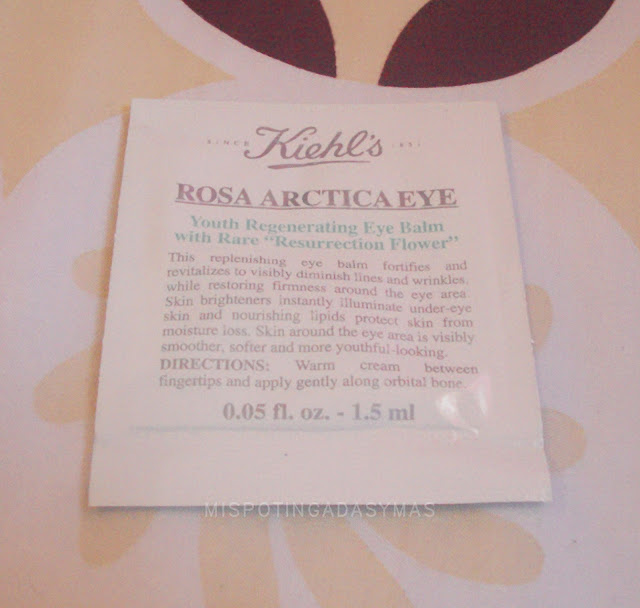 SINCE Kiehl's 1851
ROSA ARCTICA EYE
Youth Regenerating Eye Balm
with Rare "Resurrection Flower"
This replenishing eye balm fortifies and
revitalizes to visibly diminish lines and wrinkles,
while restoring firmness around the eye area.
Skin brighteners instantly illuminate under-eye
skin and nourishing lipids protect skin from
moisture loss. Skin around the eye area is visibly
smoother, softer and more youthful-looking.
DIRECTIONS: Warm cream between
fingertips and apply gently along orbital bone.
0.05 fl. oz. - 1.5 ml
MISPOTINGADASYMAS